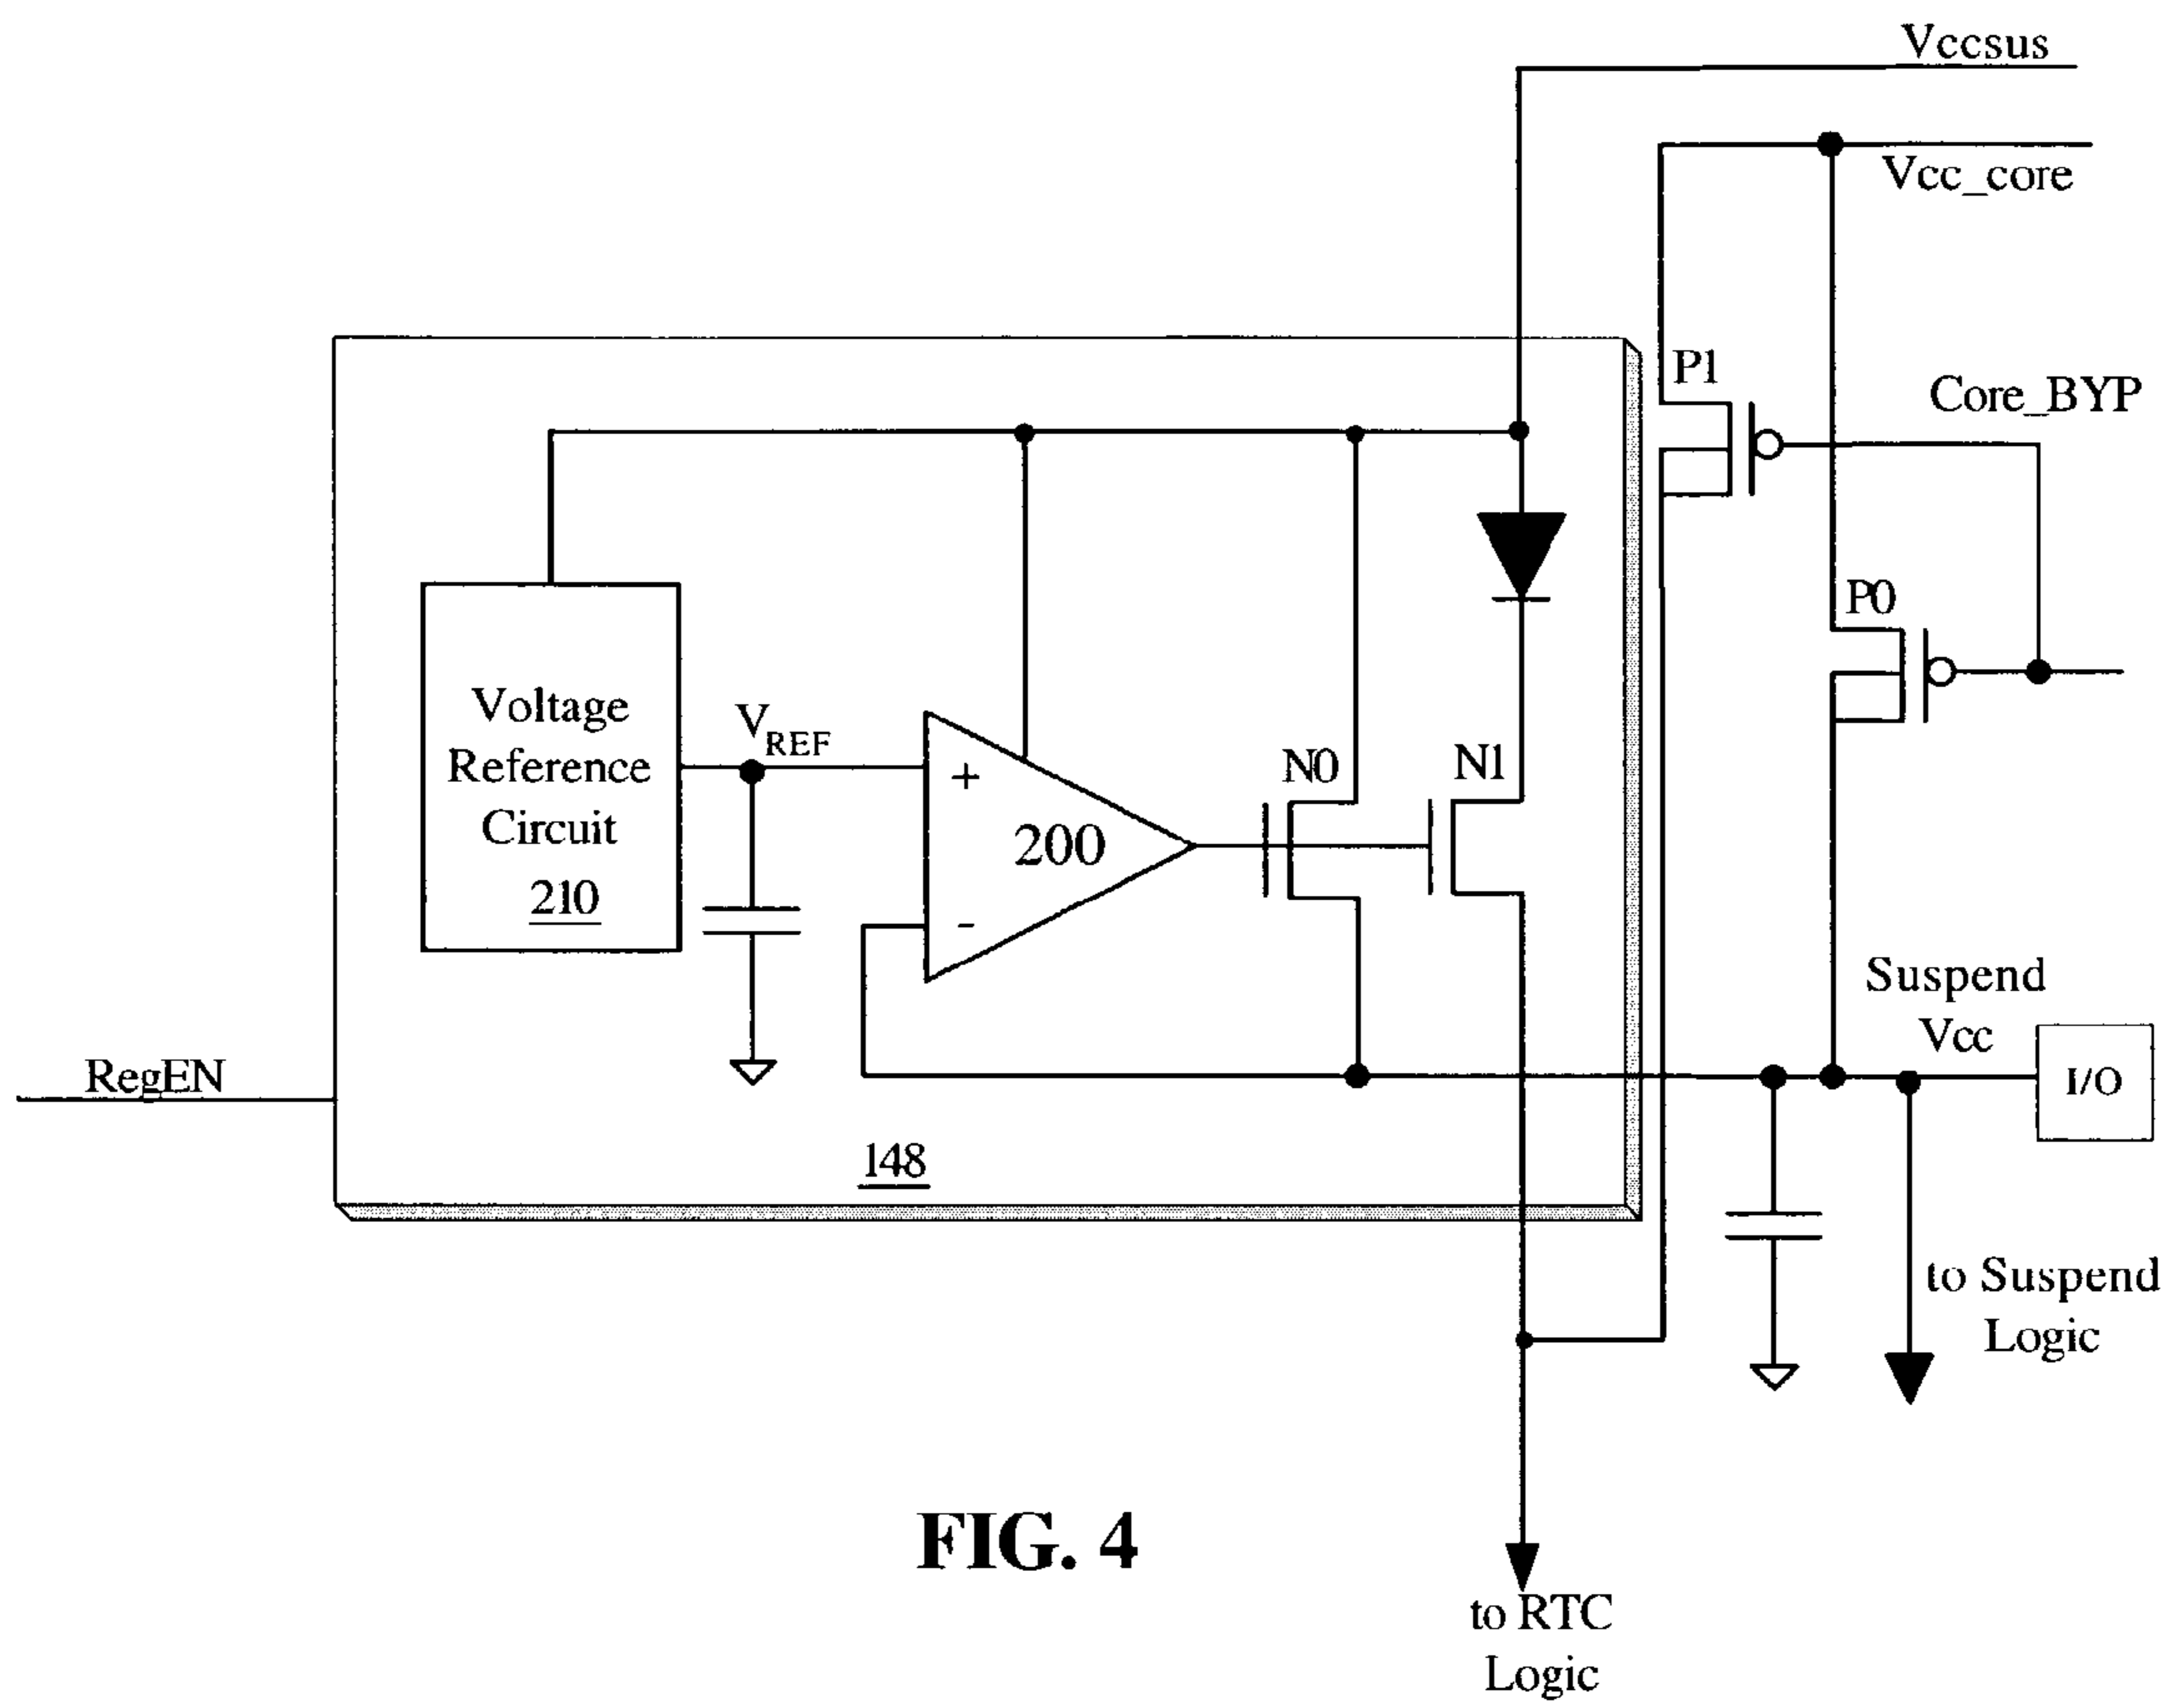 Vccsus
Vcc_core
P1
Core_BYP
P0
Voltage
Reference
Circuit
210
VREF
+
-
200
N0
N1
Suspend
Vcc
I/O
RegEN
148
to Suspend
Logic
FIG. 4
to RTC
Logic